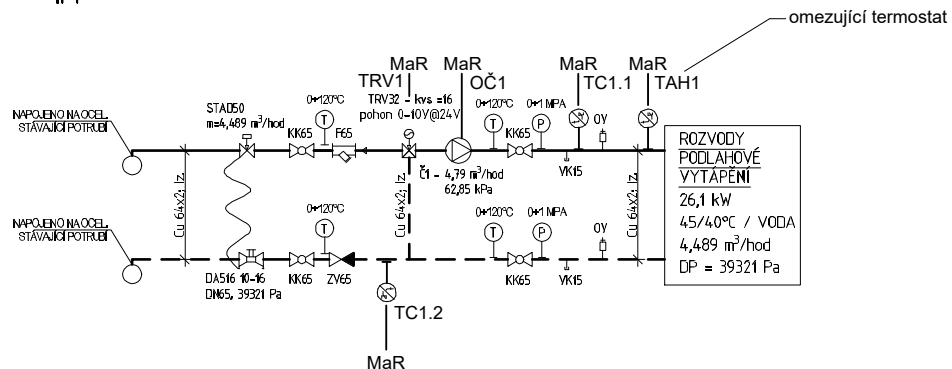 omezující termostat
MaR
MaR
MaR
MaR
TRV1
OČ1
TC1.1
TAH1
TRV32 - kvs =16
pohon 0-10V@24V
0÷120°C
0÷120°C
0÷1 MPA
NAPOJENO NA OCEL.
STÁVAJÍCÍ POTRUBÍ
STAD50
m=4,489 m³/hod
KK65
T
F65
T
KK65
P
OV
ROZVODY
PODLAHOVÉ
VYTÁPĚNÍ
26,1 kW
45/40°C / VODA
4,489 m³/hod
DP = 39321 Pa
Č1 - 4,79 m³/hod
62,85 kPa
VK15
Cu 64x2; Iz.
Cu 64x2; Iz.
Cu 64x2; Iz.
NAPOJENO NA OCEL.
STÁVAJÍCÍ POTRUBÍ
0÷120°C
T
0÷120°C
T
0÷1 MPA
P
OV
DA516 10-16
DN65, 39321 Pa
KK65
ZV65
KK65
VK15
TC1.2
MaR